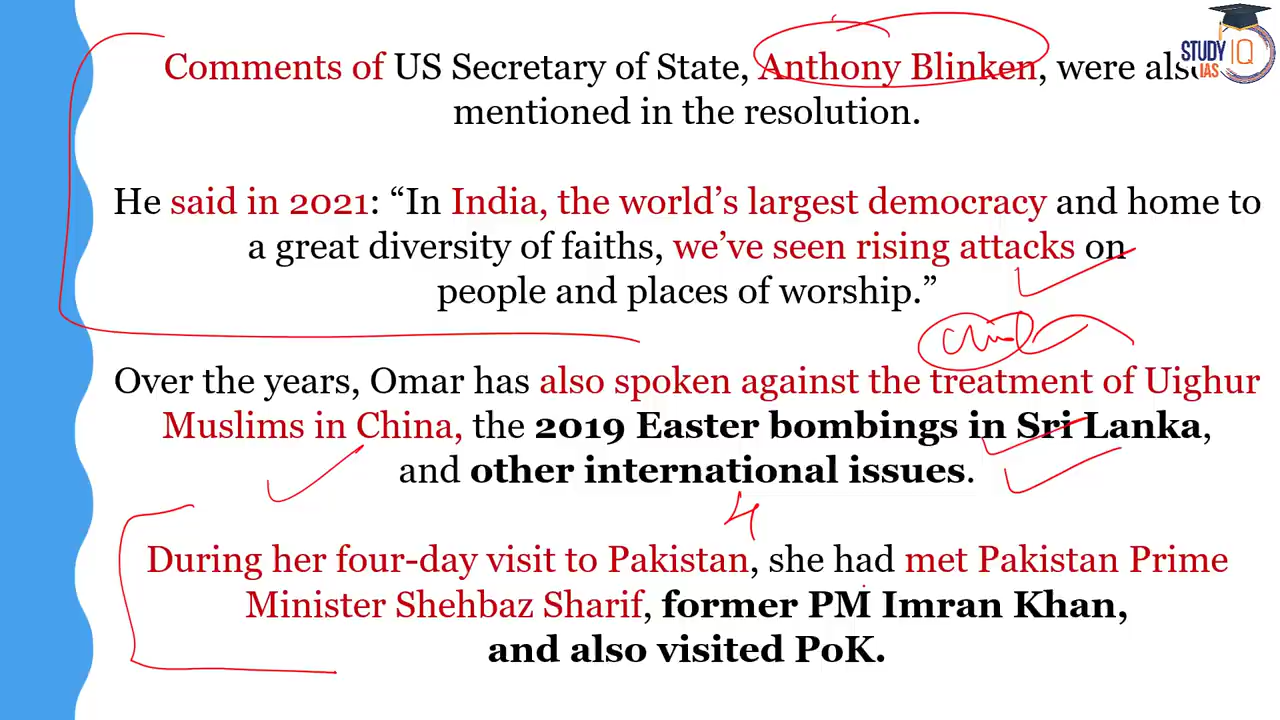 Comments of US Secretary of State, Anthony Blinken, were also
mentioned in the resolution.
STUDY IQ
IAS
He said in 2021: “In India, the world’s largest democracy and home to
a great diversity of faiths, we’ve seen rising attacks on
people and places of worship.”
Over the years, Omar has also spoken against the treatment of Uighur
Muslims in China, the 2019 Easter bombings in Sri Lanka,
and other international issues.
4
During her four-day visit to Pakistan, she had met Pakistan Prime
Minister Shehbaz Sharif, former PM Imran Khan,
and also visited PoK.